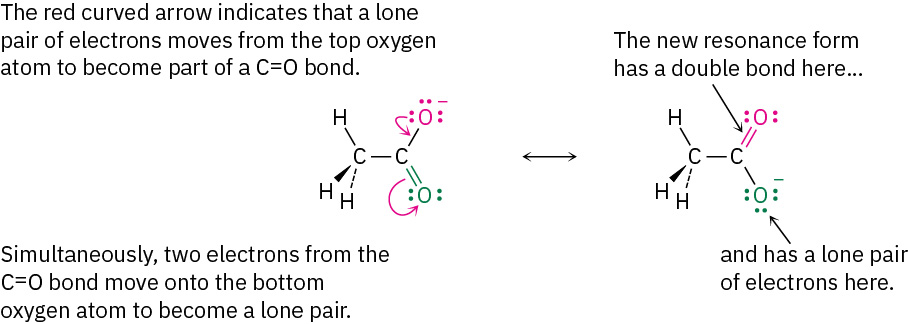 The red curved arrow indicates that a lone
pair of electrons moves from the top oxygen
atom to become part of a C=O bond.
The new resonance form
has a double bond here...
H
O −
C
C
H
H
O
H
O
C
C
H
H
O −
Simultaneously, two electrons from the
C=O bond move onto the bottom
oxygen atom to become a lone pair.
and has a lone pair
of electrons here.